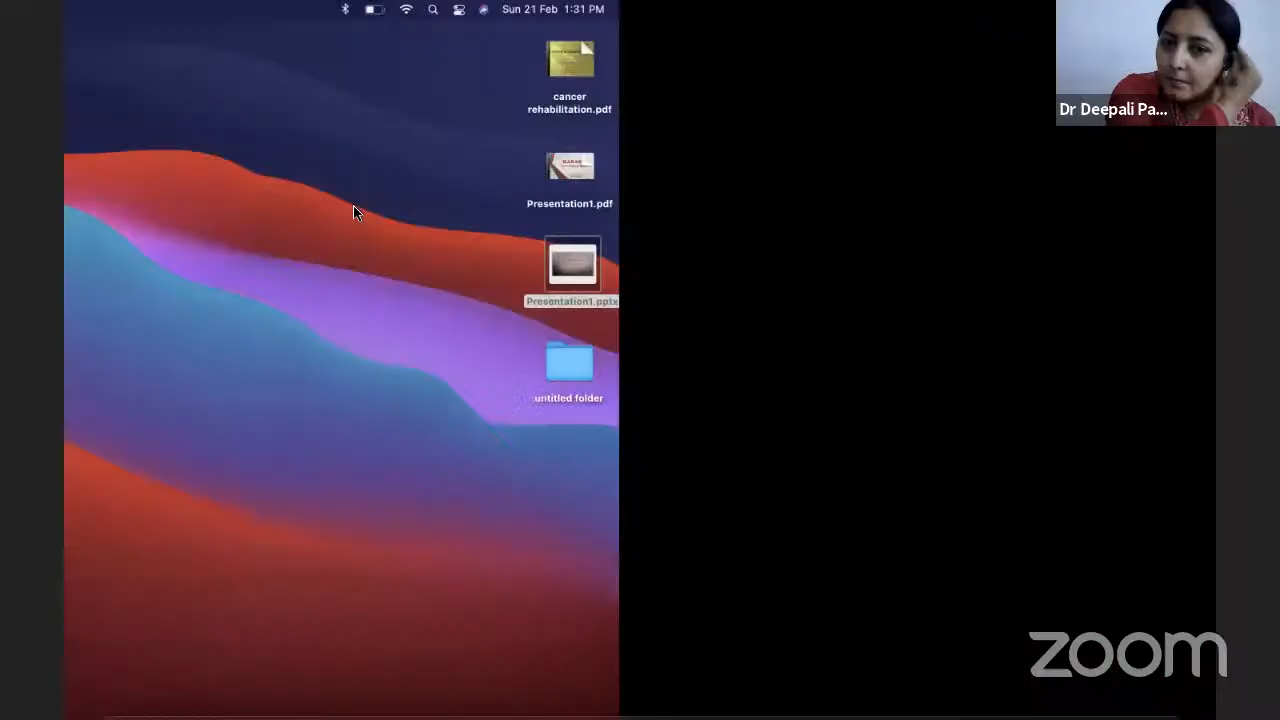 Sun 21 Feb 1:31 PM
cancer
rehabilitation.pdf
Presentation1.pdf
Presentation1.pptx
untitled folder
Dr Deepali Pa...
zoom